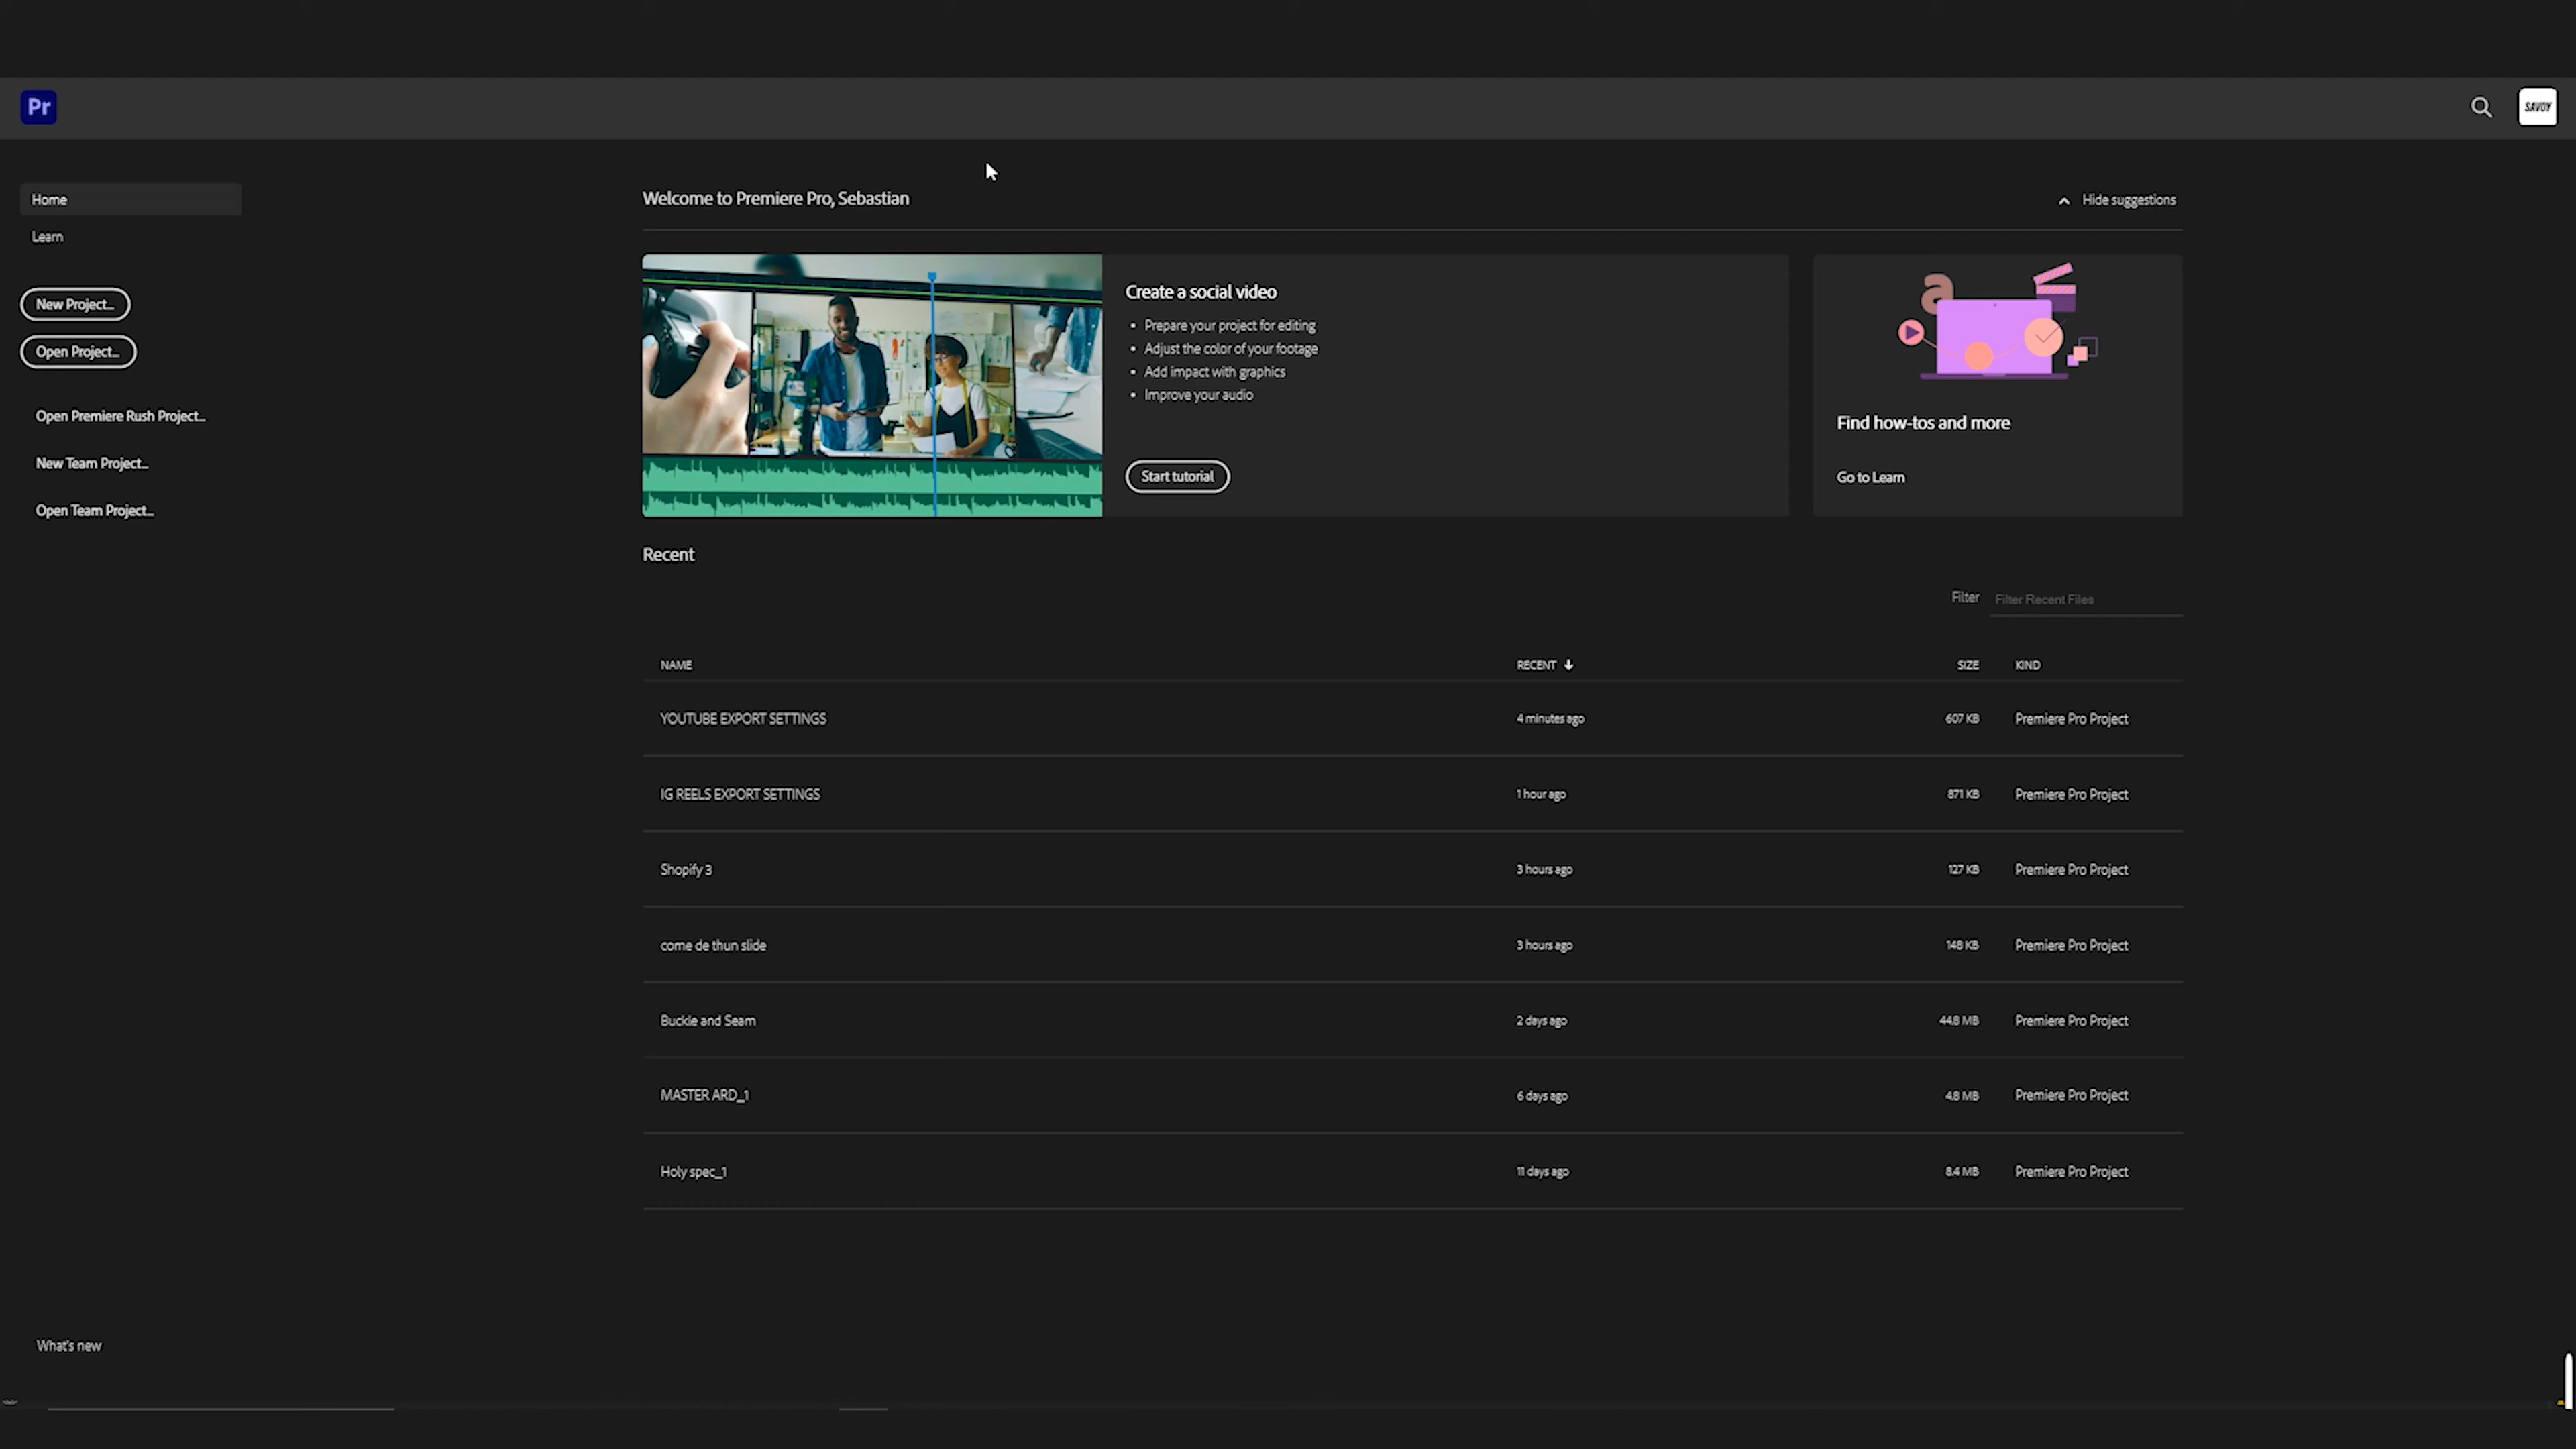 Pr
SAVOY
Home
Learn
New Project...
Open Project...
Open Premiere Rush Project...
New Team Project...
Open Team Project...
Welcome to Premiere Pro, Sebastian
Hide suggestions
Create a social video
• Prepare your project for editing
• Adjust the color of your footage
• Add impact with graphics
• Improve your audio
Start tutorial
a
Find how-tos and more
Go to Learn
Recent
Filter Filter Recent Files
NAME RECENT SIZE KIND
YOUTUBE EXPORT SETTINGS 4 minutes ago 607 KB Premiere Pro Project
IG REELS EXPORT SETTINGS 1 hour ago 871 KB Premiere Pro Project
Shopify 3 3 hours ago 127 KB Premiere Pro Project
come de thun slide 3 hours ago 148 KB Premiere Pro Project
Buckle and Seam 2 days ago 44.8 MB Premiere Pro Project
MASTER ARD_1 6 days ago 4.8 MB Premiere Pro Project
Holy spec_1 11 days ago 8.4 MB Premiere Pro Project
What's new